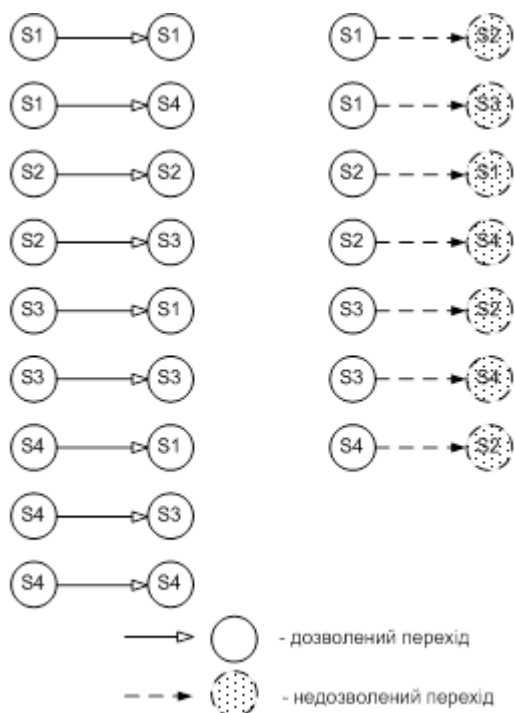 S1 S1 S1 S2
S1 S4 S1 S3
S2 S2 S2 S1
S2 S3 S2 S4
S3 S1 S3 S2
S3 S3 S3 S4
S4 S1 S4 S2
S4 S3
S4 S4
- дозволений перехід
- недозволений перехід